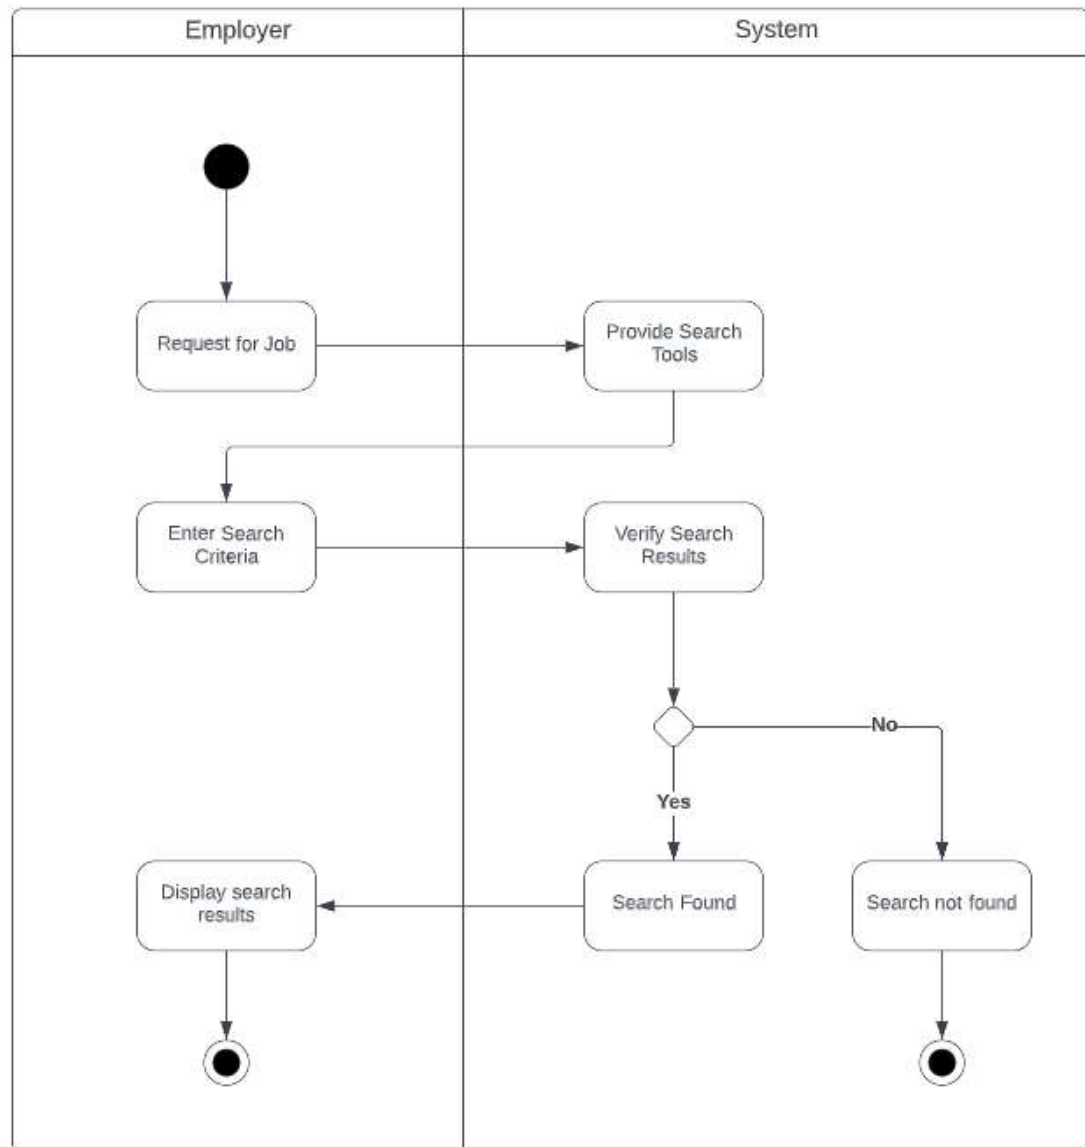 Employer
System
Request for Job
Provide Search
Tools
Enter Search
Criteria
Verify Search
Results
No
Yes
Display search
results
Search Found
Search not found